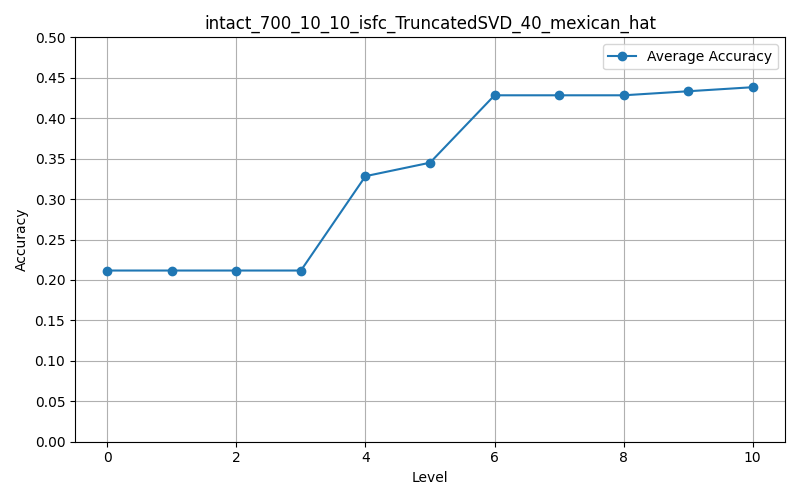 intact_700_10_10_isfc_TruncatedSVD_40_mexican_hat
Average Accuracy
0.50
0.45
0.40
0.35
0.30
0.25
0.20
0.15
0.10
0.05
0.00
Accuracy
0 2 4 6 8 10
Level